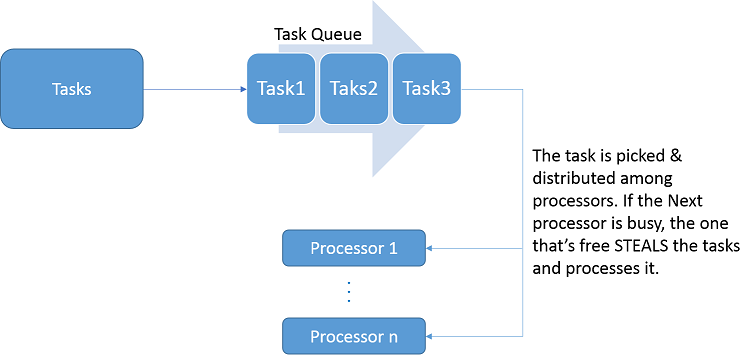 Task Queue
Tasks
Task1
Taks2
Task3
The task is picked &
distributed among
processors. If the Next
processor is busy, the one
that's free STEALS the tasks
and processes it.
Processor 1
Processor n